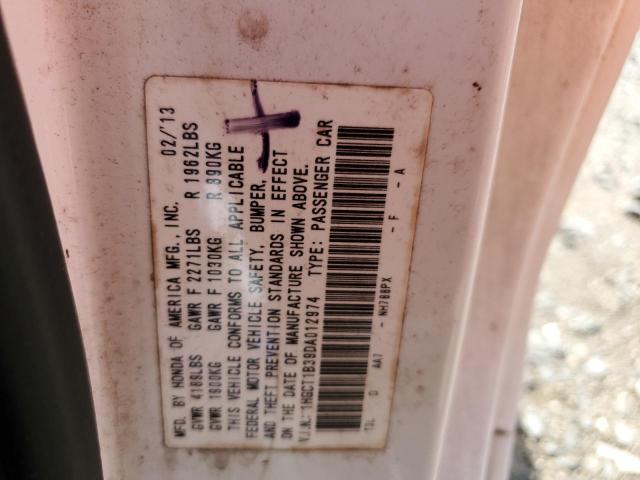 MFD. BY HONDA OF AMERICA MFG., INC. 02/'13
GVWR 4189LBS GAWR F 2271LBS R 1962LBS
GVWR 1900KG GAWR F 1030KG R 890KG
THIS VEHICLE CONFORMS TO ALL APPLICABLE
FEDERAL MOTOR VEHICLE SAFETY, BUMPER,
AND THEFT PREVENTION STANDARDS IN EFFECT
ON THE DATE OF MANUFACTURE SHOWN ABOVE.
V.I.N.: 1HGCT1B39DA012974 TYPE: PASSENGER CAR
T3L -D AA7 - NH788PX - F - A